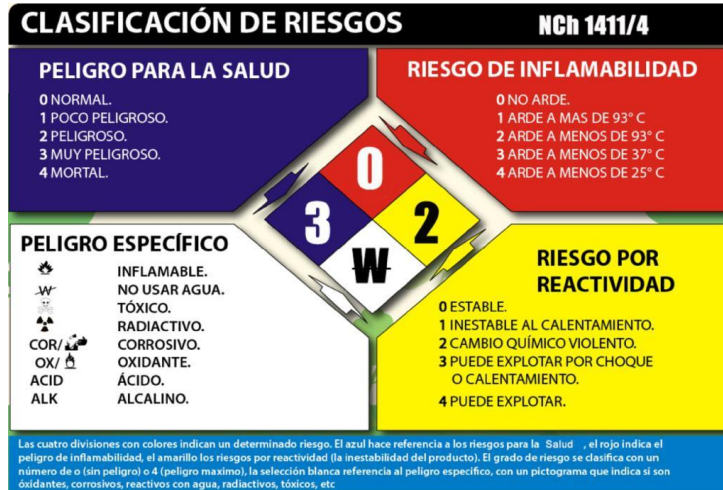 CLASIFICACIÓN DE RIESGOS
NCh 1411/4
PELIGRO PARA LA SALUD
0 NORMAL.
1 POCO PELIGROSO.
2 PELIGROSO.
3 MUY PELIGROSO.
4 MORTAL.
RIESGO DE INFLAMABILIDAD
0 NO ARDE.
1 ARDE A MAS DE 93° C
2 ARDE A MENOS DE 93° C
3 ARDE A MENOS DE 37° C
4 ARDE A MENOS DE 25° C
0
3
2
W
PELIGRO ESPECÍFICO
INFLAMABLE.
W NO USAR AGUA.
TÓXICO.
RADIACTIVO.
COR/ CORROSIVO.
OX/ OXIDANTE.
ACID ÁCIDO.
ALK ALCALINO.
RIESGO POR
REACTIVIDAD
0 ESTABLE.
1 INESTABLE AL CALENTAMIENTO.
2 CAMBIO QUÍMICO VIOLENTO.
3 PUEDE EXPLOTAR POR CHOQUE
O CALENTAMIENTO.
4 PUEDE EXPLOTAR.
Las cuatro divisiones con colores indican un determinado riesgo. El azul hace referencia a los riesgos para la Salud , el rojo indica el
peligro de inflamabilidad, el amarillo los riesgos por reactividad (la inestabilidad del producto). El grado de riesgo se clasifica con un
número de o (sin peligro) o 4 (peligro maximo), la selección blanca referencia al peligro especifico, con un pictograma que indica si son
óxidantes, corrosivos, reactivos con agua, radiactivos, tóxicos, etc